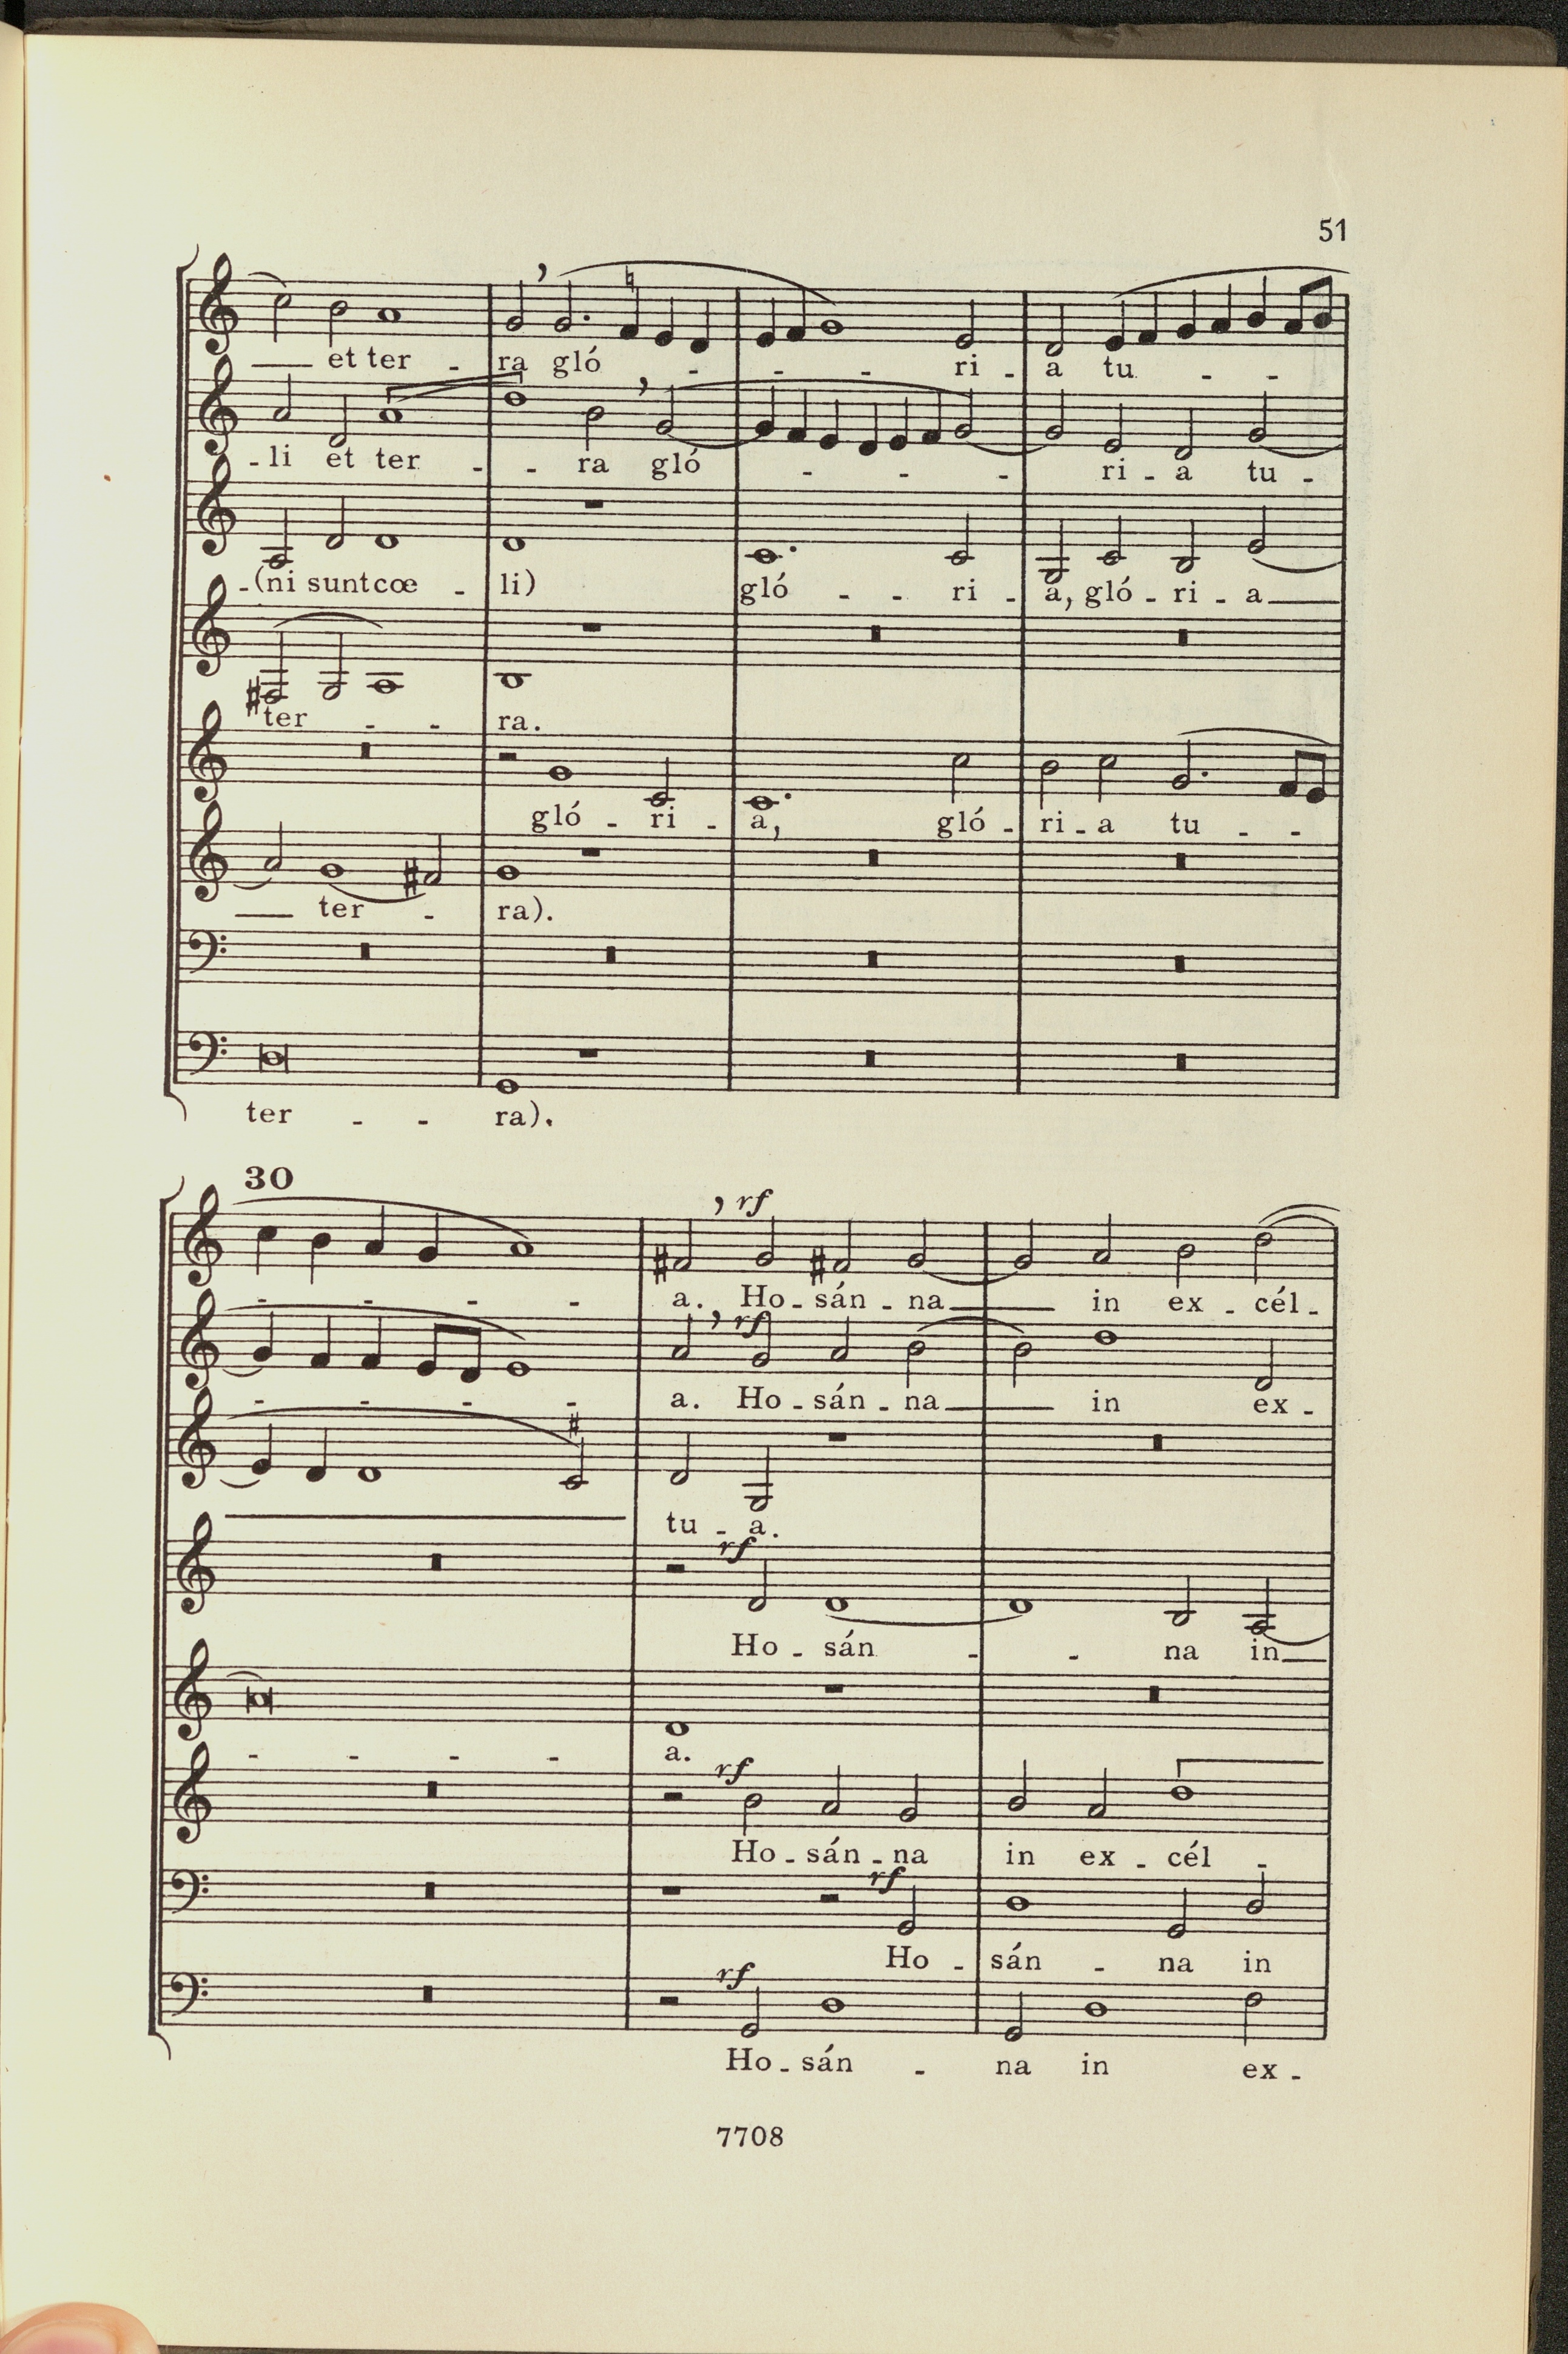 51
et ter - ra gló - - - ri - a tu - - -
- li et ter - - ra gló - - - ri - a tu -
-(ni sunt cœ - li) gló - - ri - a, gló - ri - a
ter - - ra.
gló - ri - a, gló - ri - a tu - -
ter - ra).
ter - - ra).
30
rf
- - - - a. Ho - sán - na in ex - cél -
rf
- - - - a. Ho - sán - na in ex -
tu - a.
rf
Ho - sán - - na in
- - - - a.
rf
Ho - sán - na in ex - cél -
rf
Ho - sán - na in
rf
Ho - sán - na in ex -
7708